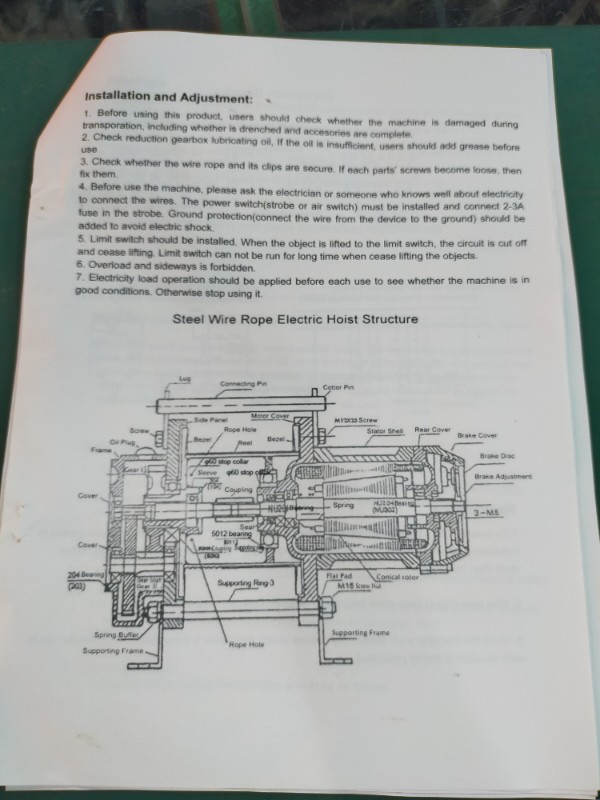 Installation and Adjustment:
1. Before using this product, users should check whether the machine is damaged during
transporation, including whether is drenched and accesories are complete.
2. Check reduction gearbox lubricating oil, If the oil is insufficient, users should add grease before
use
3. Check whether the wire rope and its clips are secure. If each parts' screws become loose, then
fix them.
4. Before use the machine, please ask the electrician or someone who knows well about electricity
to connect the wires. The power switch(strobe or air switch) must be installed and connect 2-3A
fuse in the strobe. Ground protection(connect the wire from the device to the ground) should be
added to avoid electric shock.
5. Limit switch should be installed. When the object is lifted to the limit switch, the circuit is cut off
and cease lifting. Limit switch can not be run for long time when cease lifting the objects.
6. Overload and sideways is forbidden.
7. Electricity load operation should be applied before each use to see whether the machine is in
good conditions. Otherwise stop using it.
Steel Wire Rope Electric Hoist Structure
Lug
Connecting Pin
Cotter Pin
Side Panel
Motor Cover
M12X35 Screw
Screw
Rope Hole
Stator Shell
Rear Cover
Brake Cover
Oil Plug
Bezel
Reel
Bezel
Frame
Brake Disc
φ60 stop collar
Gear
Sleeve
φ60 stop
Brake Adjustment
Coupling
Cover
Bearing
Spring
NU204 Bearing
(NU202)
3-M5
Seal
5012 bearing
Cover
Coupling
Supporting
204 Bearing
(203)
Gear
Supporting Ring-3
Flat Pad
Conical rotor
M16 Screw Nut
Spring Buffer
Rope Hole
Supporting Frame
Supporting Frame